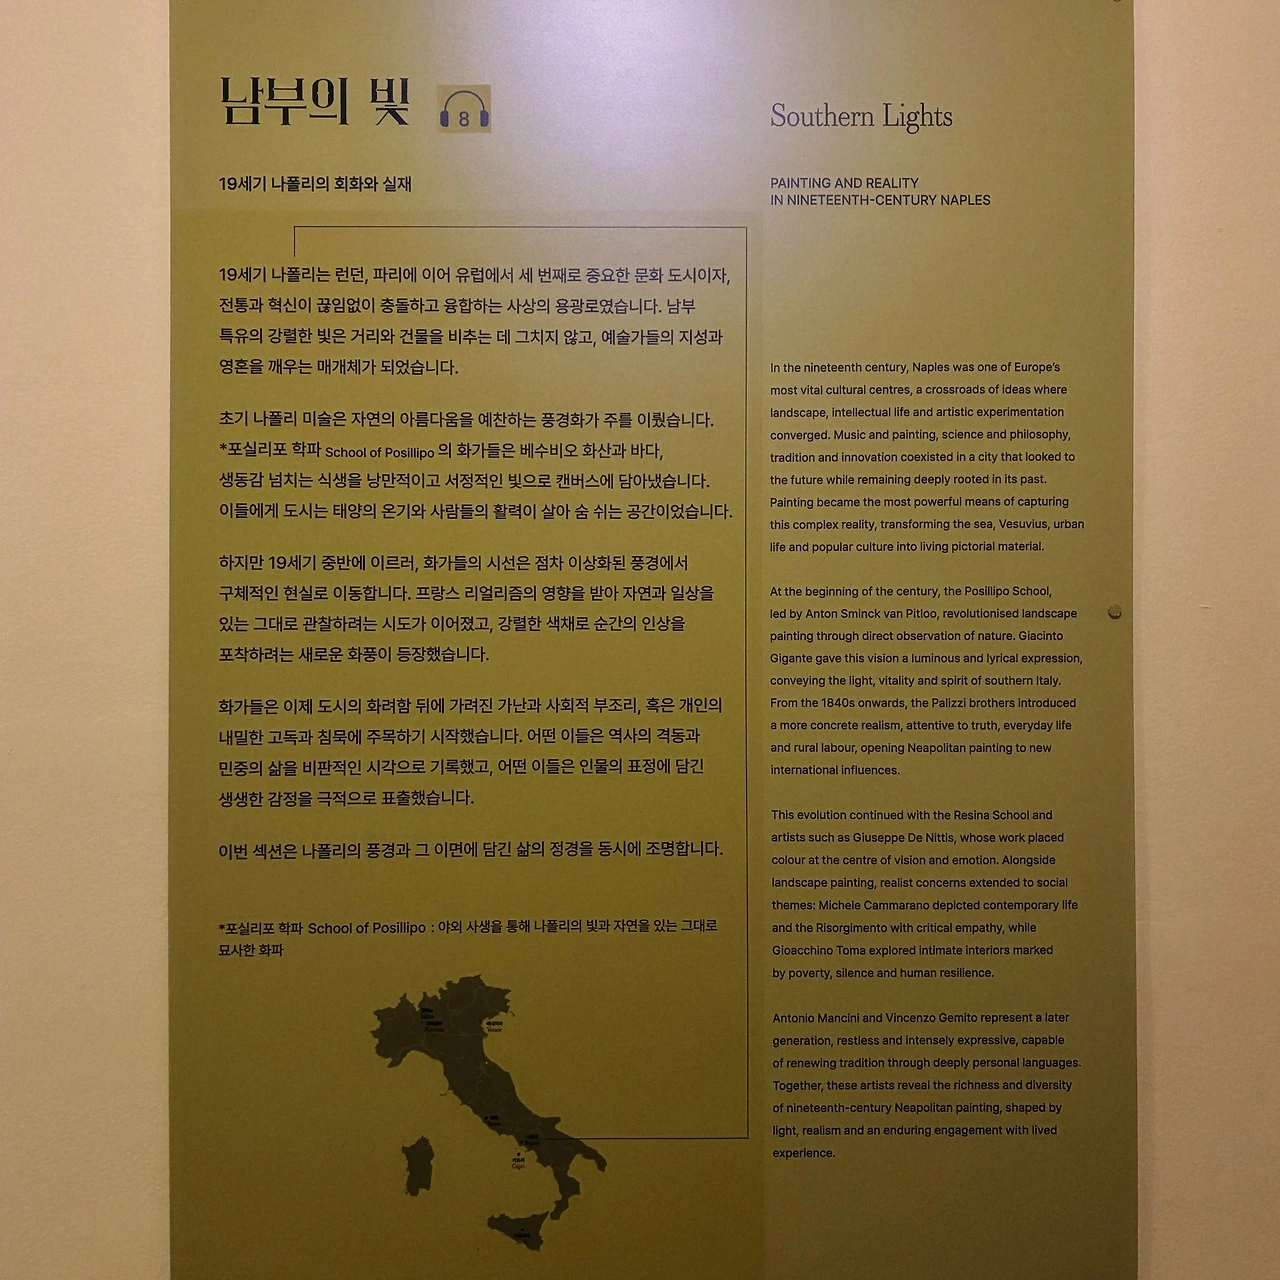 남부의 빛
8
19세기 나폴리의 회화와 실재
19세기 나폴리는 런던, 파리에 이어 유럽에서 세 번째로 중요한 문화 도시이자,
전통과 혁신이 끊임없이 충돌하고 융합하는 사상의 용광로였습니다. 남부
특유의 강렬한 빛은 거리와 건물을 비추는 데 그치지 않고, 예술가들의 지성과
영혼을 깨우는 매개체가 되었습니다.
초기 나폴리 미술은 자연의 아름다움을 예찬하는 풍경화가 주를 이뤘습니다.
*포실리포 학파 School of Posillipo 의 화가들은 베수비오 화산과 바다,
생동감 넘치는 식생을 낭만적이고 서정적인 빛으로 캔버스에 담아냈습니다.
이들에게 도시는 태양의 온기와 사람들의 활력이 살아 숨 쉬는 공간이었습니다.
하지만 19세기 중반에 이르러, 화가들의 시선은 점차 이상화된 풍경에서
구체적인 현실로 이동합니다. 프랑스 리얼리즘의 영향을 받아 자연과 일상을
있는 그대로 관찰하려는 시도가 이어졌고, 강렬한 색채로 순간의 인상을
포착하려는 새로운 화풍이 등장했습니다.
화가들은 이제 도시의 화려함 뒤에 가려진 가난과 사회적 부조리, 혹은 개인의
내밀한 고독과 침묵에 주목하기 시작했습니다. 어떤 이들은 역사의 격동과
민중의 삶을 비판적인 시각으로 기록했고, 어떤 이들은 인물의 표정에 담긴
생생한 감정을 극적으로 표출했습니다.
이번 섹션은 나폴리의 풍경과 그 이면에 담긴 삶의 정경을 동시에 조명합니다.
*포실리포 학파 School of Posillipo : 야외 사생을 통해 나폴리의 빛과 자연을 있는 그대로
묘사한 화파
베네치아
Venice
카프리
Capri
Southern Lights
PAINTING AND REALITY
IN NINETEENTH-CENTURY NAPLES
In the nineteenth century, Naples was one of Europe's
most vital cultural centres, a crossroads of ideas where
landscape, intellectual life and artistic experimentation
converged. Music and painting, science and philosophy,
tradition and innovation coexisted in a city that looked to
the future while remaining deeply rooted in its past.
Painting became the most powerful means of capturing
this complex reality, transforming the sea, Vesuvius, urban
life and popular culture into living pictorial material.
At the beginning of the century, the Posillipo School,
led by Anton Sminck van Pitloo, revolutionised landscape
painting through direct observation of nature. Giacinto
Gigante gave this vision a luminous and lyrical expression,
conveying the light, vitality and spirit of southern Italy.
From the 1840s onwards, the Palizzi brothers introduced
a more concrete realism, attentive to truth, everyday life
and rural labour, opening Neapolitan painting to new
international influences.
This evolution continued with the Resina School and
artists such as Giuseppe De Nittis, whose work placed
colour at the centre of vision and emotion. Alongside
landscape painting, realist concerns extended to social
themes: Michele Cammarano depicted contemporary life
and the Risorgimento with critical empathy, while
Gioacchino Toma explored intimate interiors marked
by poverty, silence and human resilience.
Antonio Mancini and Vincenzo Gemito represent a later
generation, restless and intensely expressive, capable
of renewing tradition through deeply personal languages.
Together, these artists reveal the richness and diversity
of nineteenth-century Neapolitan painting, shaped by
light, realism and an enduring engagement with lived
experience.